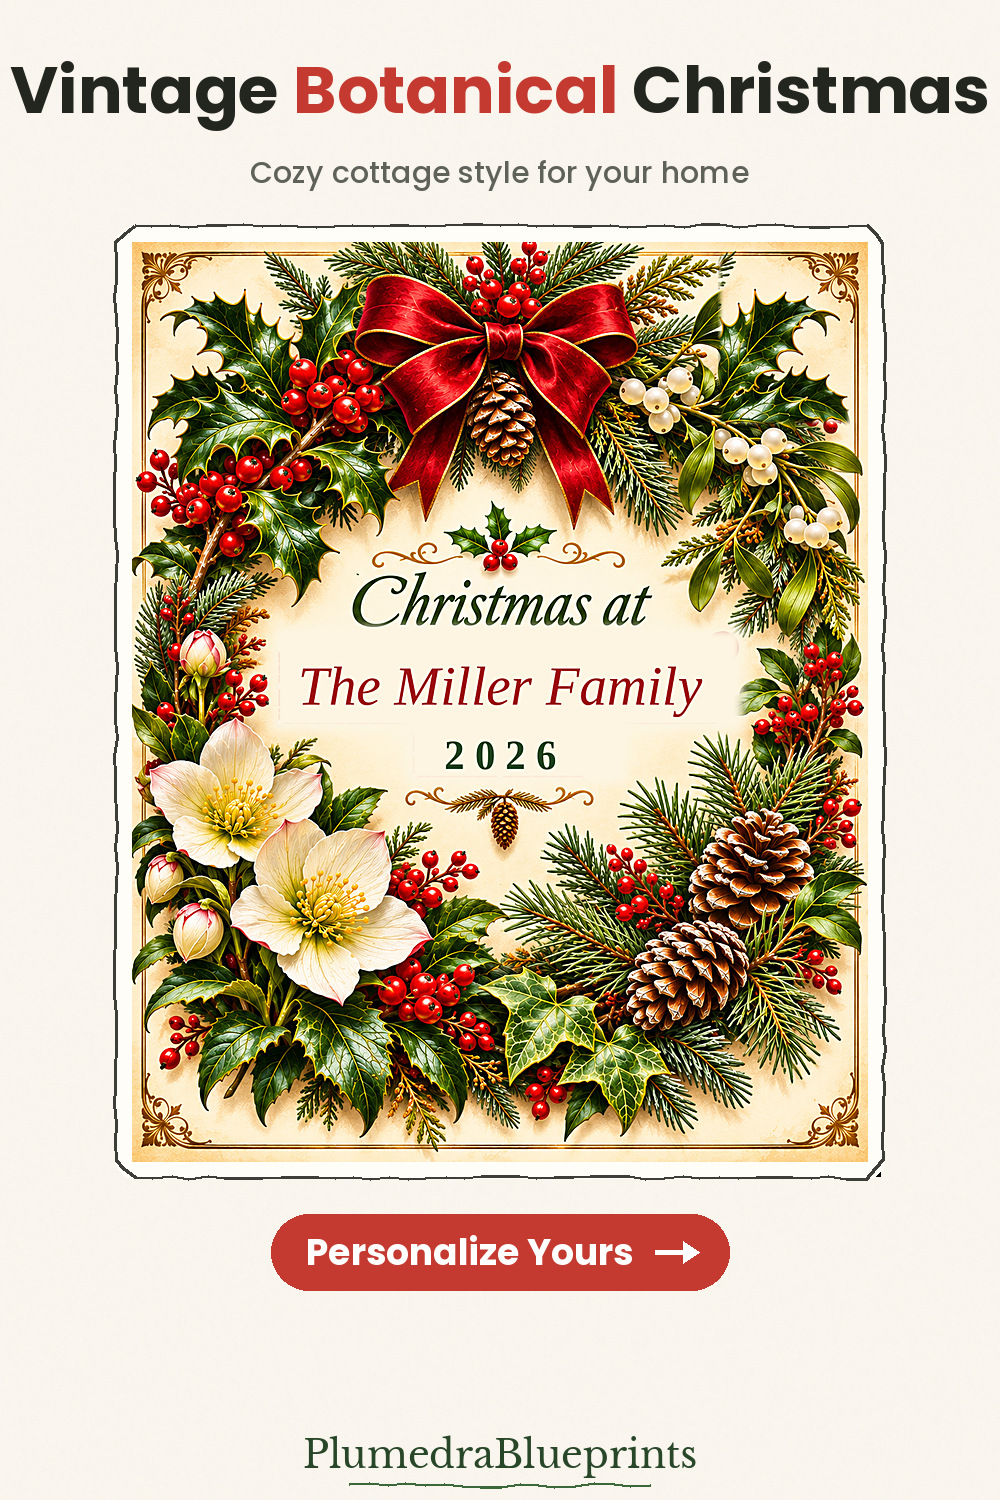 Vintage Botanical Christmas
Cozy cottage style for your home
Christmas at
The Miller Family
2026
Personalize Yours
PlumedraBlueprints